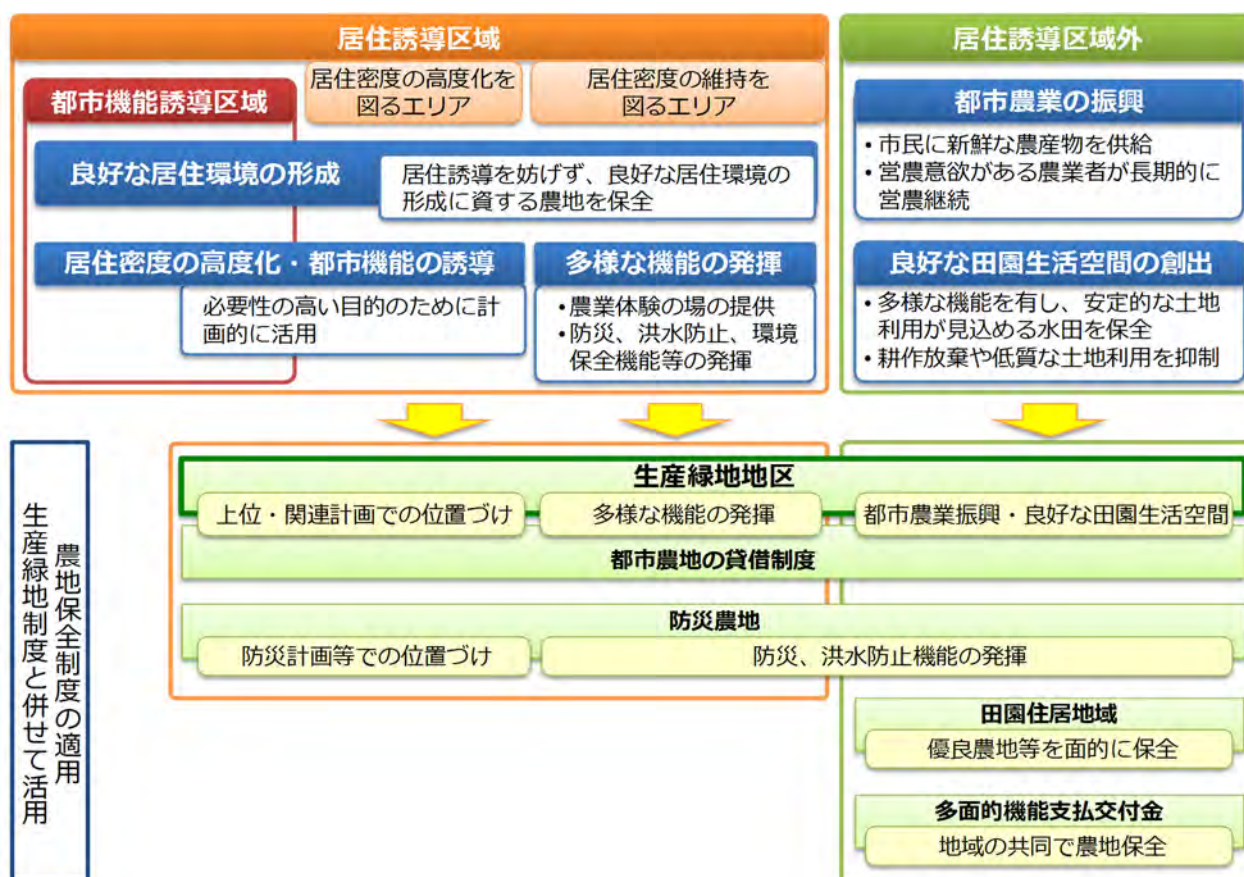 居住誘導区域
居住誘導区域外
都市機能誘導区域
居住密度の高度化を
図るエリア
居住密度の維持を
図るエリア
良好な居住環境の形成
居住誘導を妨げず、良好な居住環境の
形成に資する農地を保全
居住密度の高度化・都市機能の誘導
必要性の高い目的のために計
画的に活用
多様な機能の発揮
・農業体験の場の提供
・防災、洪水防止、環境
保全機能等の発揮
都市農業の振興
・市民に新鮮な農産物を供給
・営農意欲がある農業者が長期的に
営農継続
良好な田園生活空間の創出
・多様な機能を有し、安定的な土地
利用が見込める水田を保全
・耕作放棄や低質な土地利用を抑制
農地保全制度の適用
生産緑地制度と併せて活用
生産緑地地区
上位・関連計画での位置づけ
多様な機能の発揮
都市農業振興・良好な田園生活空間
都市農地の貸借制度
防災農地
防災計画等での位置づけ
防災、洪水防止機能の発揮
田園住居地域
優良農地等を面的に保全
多面的機能支払交付金
地域の共同で農地保全